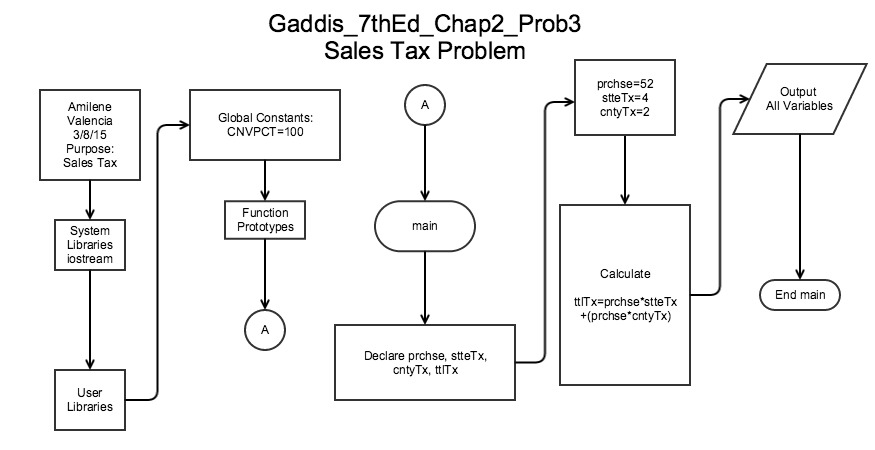 Gaddis_7thEd_Chap2_Prob3
Sales Tax Problem
Amilene
Valencia
3/8/15
Purpose:
Sales Tax
System
Libraries
iostream
User
Libraries
Global Constants:
CNVPCT=100
Function
Prototypes
A
A
main
Declare prchse, stteTx,
cntyTx, ttlTx
prchse=52
stteTx=4
cntyTx=2
Calculate
ttlTx=prchse*stteTx
+(prchse*cntyTx)
Output
All Variables
End main